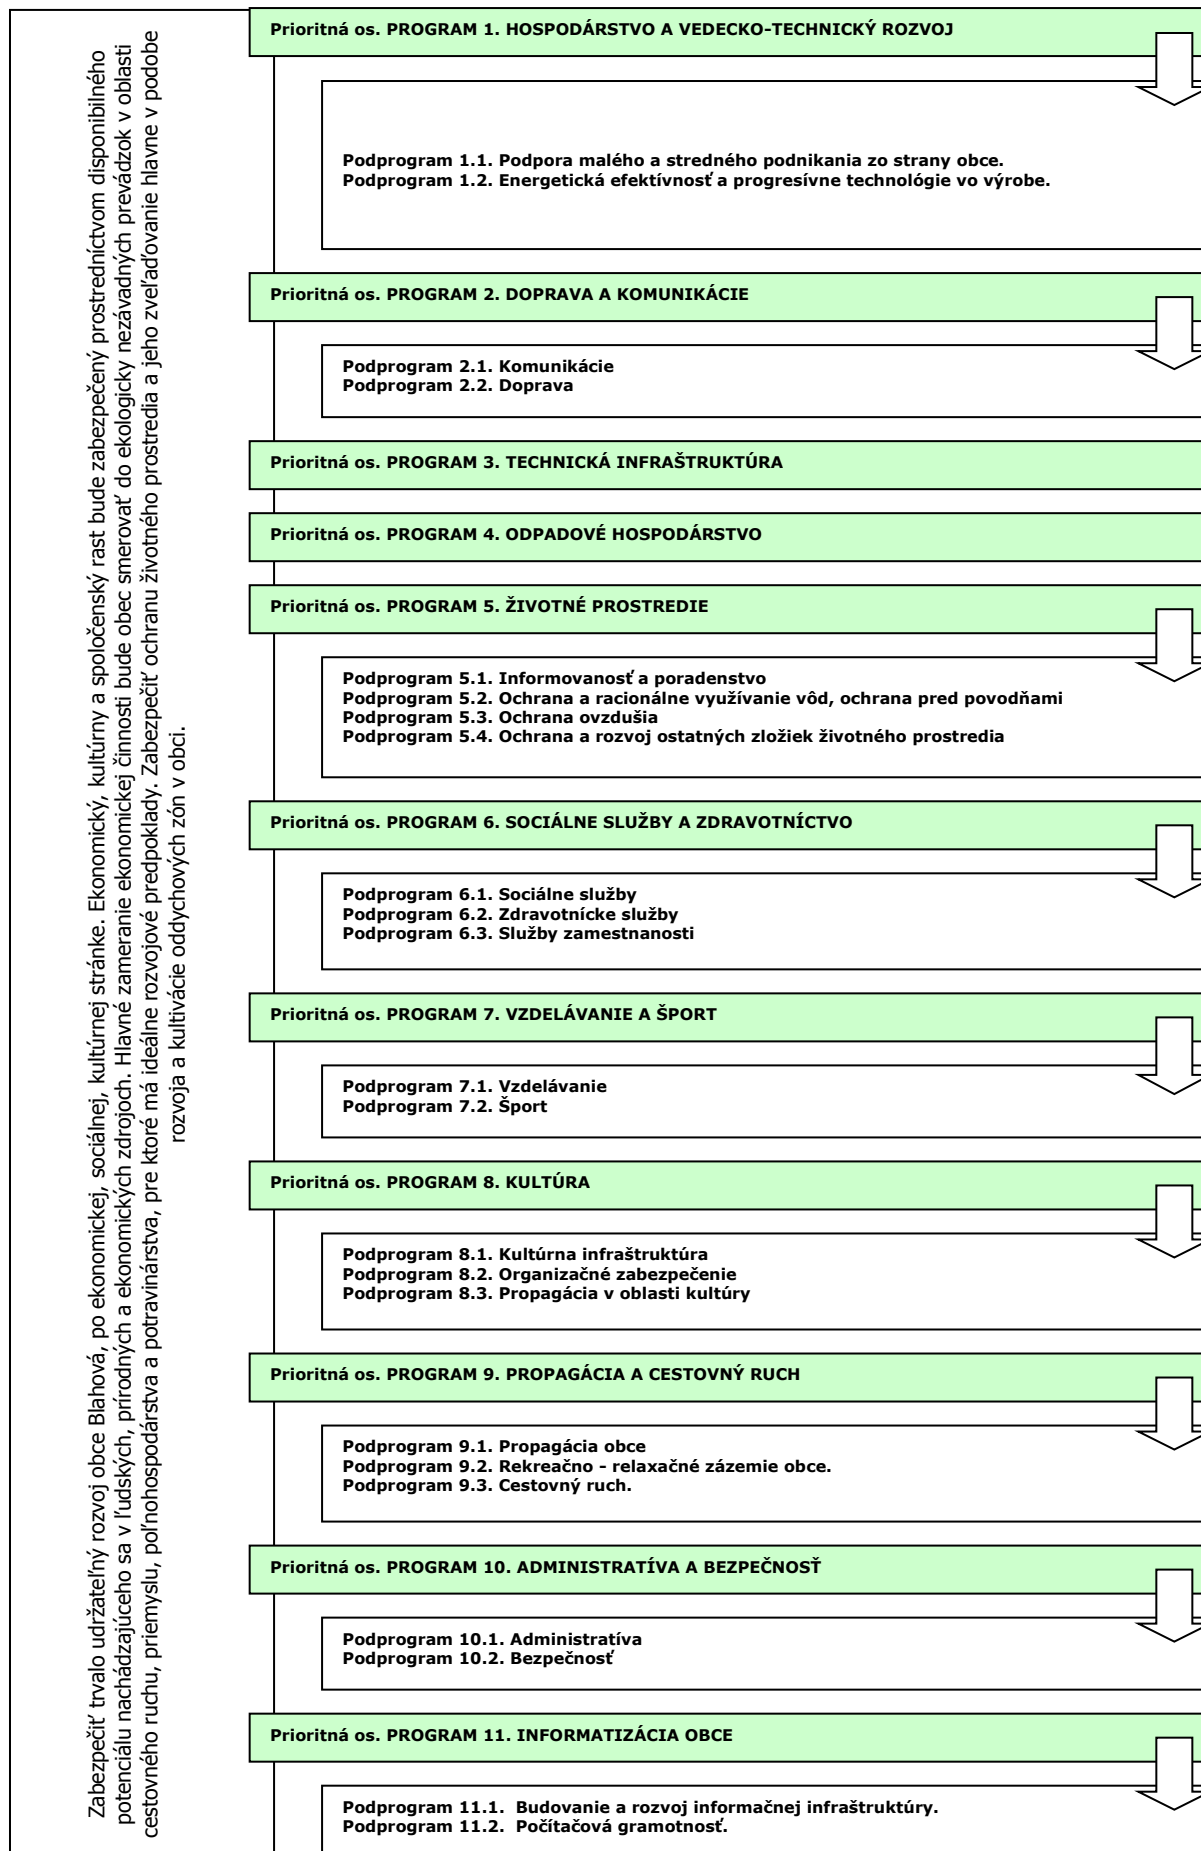 Zabezpečiť trvalo udržateľný rozvoj obce Blahová, po ekonomickej, sociálnej, kultúrnej stránke. Ekonomický, kultúrny a spoločenský rast bude zabezpečený prostredníctvom disponibilného
potenciálu nachádzajúceho sa v ľudských, prírodných a ekonomických zdrojoch. Hlavné zameranie ekonomickej činnosti bude obec smerovať do ekologicky nezávadných prevádzok v oblasti
cestovného ruchu, priemyslu, poľnohospodárstva a potravinárstva, pre ktoré má ideálne rozvojové predpoklady. Zabezpečiť ochranu životného prostredia a jeho zveľaďovanie hlavne v podobe
rozvoja a kultivácie oddychových zón v obci.
Prioritná os. PROGRAM 1. HOSPODÁRSTVO A VEDECKO-TECHNICKÝ ROZVOJ
Podprogram 1.1. Podpora malého a stredného podnikania zo strany obce.
Podprogram 1.2. Energetická efektívnosť a progresívne technológie vo výrobe.
Prioritná os. PROGRAM 2. DOPRAVA A KOMUNIKÁCIE
Podprogram 2.1. Komunikácie
Podprogram 2.2. Doprava
Prioritná os. PROGRAM 3. TECHNICKÁ INFRAŠTRUKTÚRA
Prioritná os. PROGRAM 4. ODPADOVÉ HOSPODÁRSTVO
Prioritná os. PROGRAM 5. ŽIVOTNÉ PROSTREDIE
Podprogram 5.1. Informovanosť a poradenstvo
Podprogram 5.2. Ochrana a racionálne využívanie vôd, ochrana pred povodňami
Podprogram 5.3. Ochrana ovzdušia
Podprogram 5.4. Ochrana a rozvoj ostatných zložiek životného prostredia
Prioritná os. PROGRAM 6. SOCIÁLNE SLUŽBY A ZDRAVOTNÍCTVO
Podprogram 6.1. Sociálne služby
Podprogram 6.2. Zdravotnícke služby
Podprogram 6.3. Služby zamestnanosti
Prioritná os. PROGRAM 7. VZDELÁVANIE A ŠPORT
Podprogram 7.1. Vzdelávanie
Podprogram 7.2. Šport
Prioritná os. PROGRAM 8. KULTÚRA
Podprogram 8.1. Kultúrna infraštruktúra
Podprogram 8.2. Organizačné zabezpečenie
Podprogram 8.3. Propagácia v oblasti kultúry
Prioritná os. PROGRAM 9. PROPAGÁCIA A CESTOVNÝ RUCH
Podprogram 9.1. Propagácia obce
Podprogram 9.2. Rekreačno - relaxačné zázemie obce.
Podprogram 9.3. Cestovný ruch.
Prioritná os. PROGRAM 10. ADMINISTRATÍVA A BEZPEČNOSŤ
Podprogram 10.1. Administratíva
Podprogram 10.2. Bezpečnosť
Prioritná os. PROGRAM 11. INFORMATIZÁCIA OBCE
Podprogram 11.1. Budovanie a rozvoj informačnej infraštruktúry.
Podprogram 11.2. Počítačová gramotnosť.